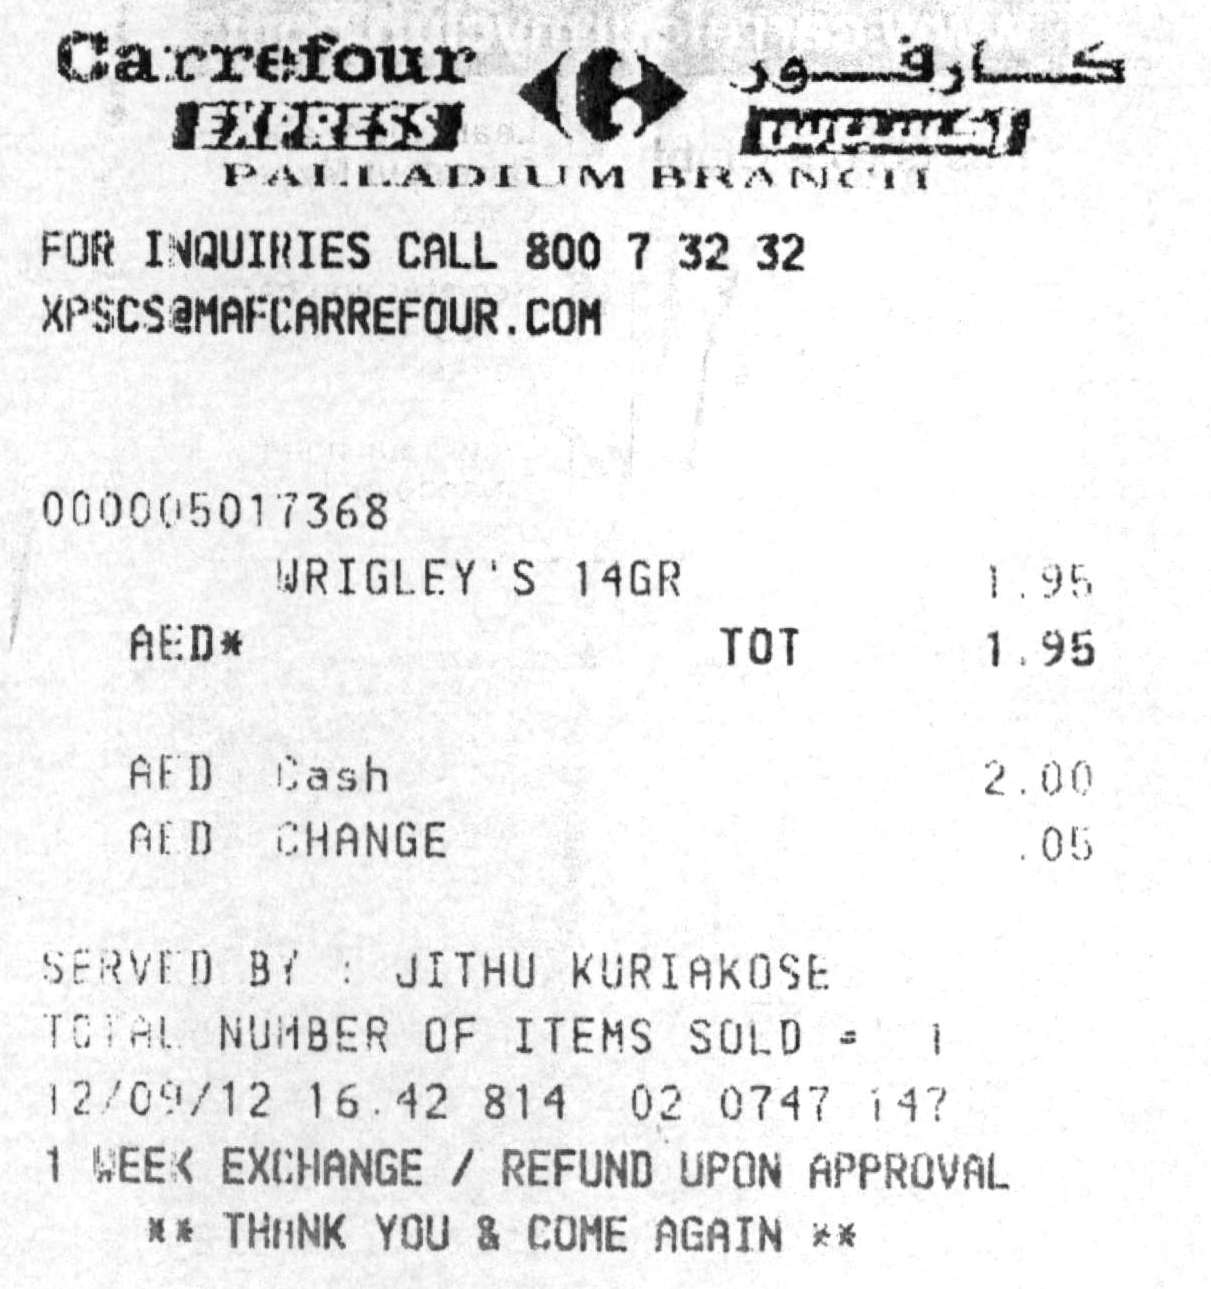 Carrefour كارفور
EXPRESS اكسبرس
PALLADIUM BRANCH
FOR INQUIRIES CALL 800 7 32 32
XPSCS@MAFCARREFOUR.COM
000005017368
WRIGLEY'S 14GR 1.95
AED* TOT 1.95
AED Cash 2.00
AED CHANGE .05
SERVED BY : JITHU KURIAKOSE
TOTAL NUMBER OF ITEMS SOLD = 1
12/09/12 16.42 814 02 0747 147
1 WEEK EXCHANGE / REFUND UPON APPROVAL
** THANK YOU & COME AGAIN **